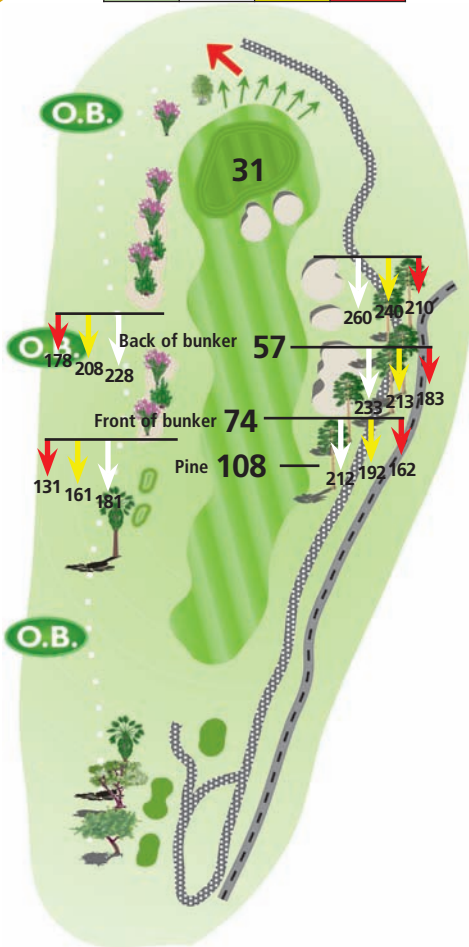 O.B.
31
260 240 210
Back of bunker 57
O.B.
178 208 228
233 213 183
Front of bunker 74
131 161 181
Pine 108
212 192 162
O.B.